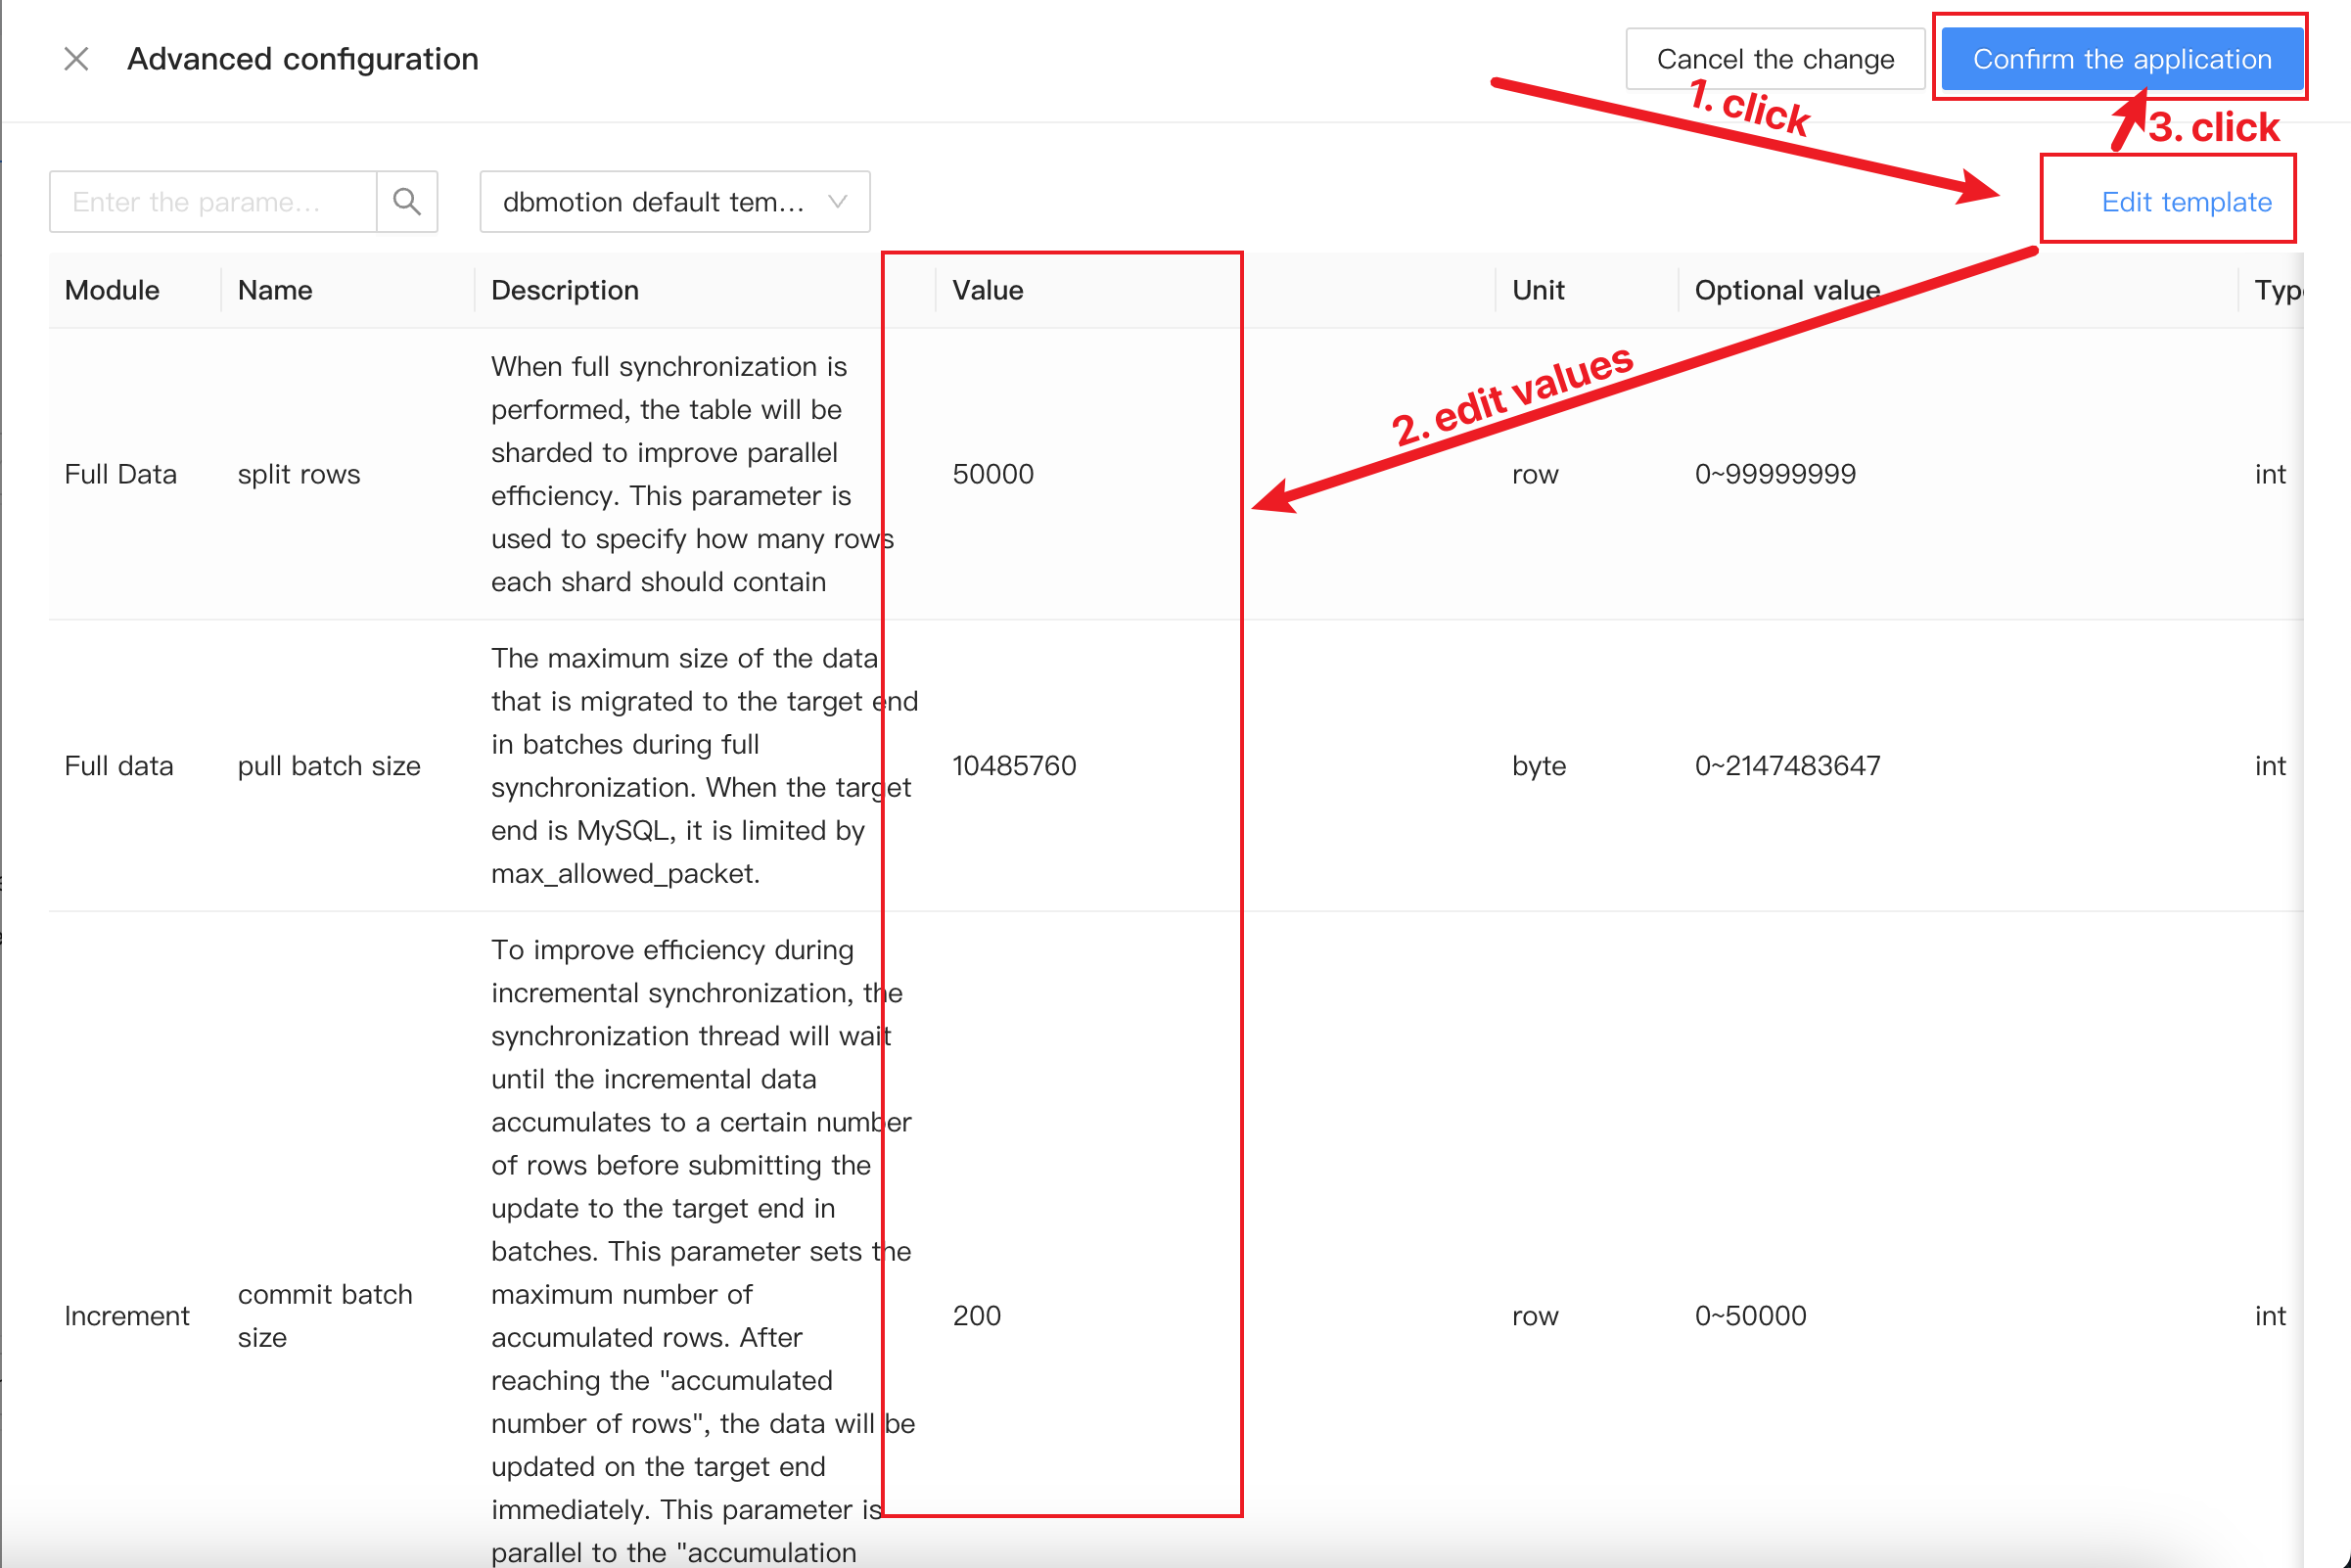 Advanced configuration
Cancel the change
Confirm the application
1. click
3. click
Enter the parame...
dbmotion default tem...
Edit template
Module Name Description Value Unit Optional value
2. edit values
Full Data split rows
When full synchronization is
performed, the table will be
sharded to improve parallel
efficiency. This parameter is
used to specify how many rows
each shard should contain
50000 row 0~99999999 int
Full data pull batch size
The maximum size of the data
that is migrated to the target end
in batches during full
synchronization. When the target
end is MySQL, it is limited by
max_allowed_packet.
10485760 byte 0~2147483647 int
Increment
commit batch
size
To improve efficiency during
incremental synchronization, the
synchronization thread will wait
until the incremental data
accumulates to a certain number
of rows before submitting the
update to the target end in
batches. This parameter sets the
maximum number of
accumulated rows. After
reaching the "accumulated
number of rows", the data will be
updated on the target end
immediately. This parameter is
parallel to the "accumulation
200 row 0~50000 int